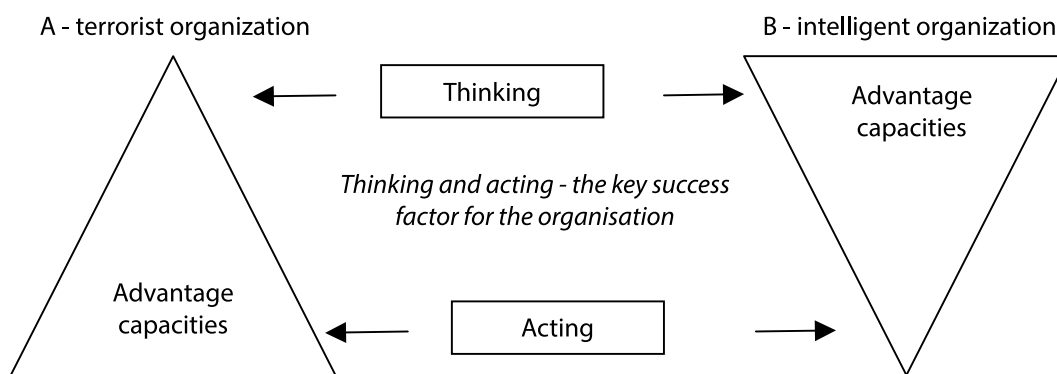 A - terrorist organization
B - intelligent organization
Thinking
Advantage
capacities
Thinking and acting - the key success
factor for the organisation
Advantage
capacities
Acting